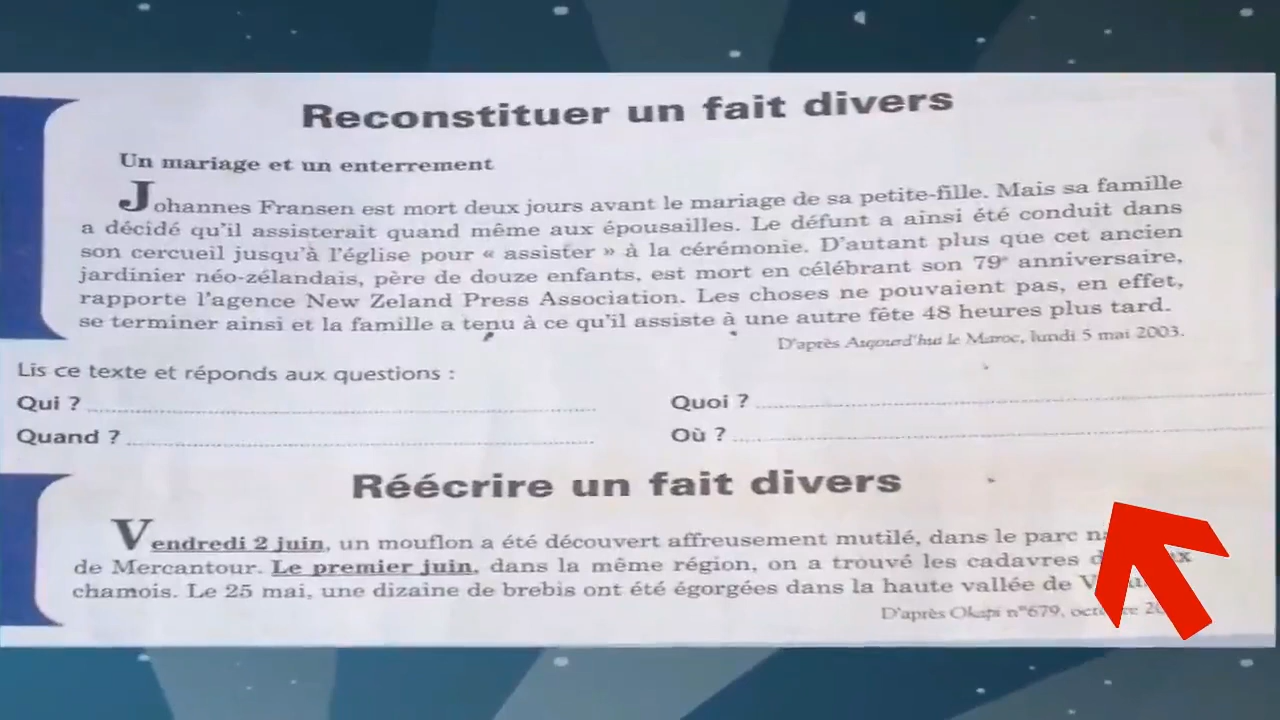 Reconstituer un fait divers
Un mariage et un enterrement
Johannes Fransen est mort deux jours avant le mariage de sa petite-fille. Mais sa famille
a décidé qu'il assisterait quand même aux épousailles. Le défunt a ainsi été conduit dans
son cercueil jusqu'à l'église pour « assister » à la cérémonie. D'autant plus que cet ancien
jardinier néo-zélandais, père de douze enfants, est mort en célébrant son 79e anniversaire,
rapporte l'agence New Zeland Press Association. Les choses ne pouvaient pas, en effet,
se terminer ainsi et la famille a tenu à ce qu'il assiste à une autre fête 48 heures plus tard.
D'après Aujourd'hui le Maroc, lundi 5 mai 2003.
Lis ce texte et réponds aux questions :
Qui ?
Quoi ?
Quand ?
Où ?
Réécrire un fait divers
Vendredi 2 juin, un mouflon a été découvert affreusement mutilé, dans le parc
de Mercantour. Le premier juin, dans la même région, on a trouvé les cadavres
chamois. Le 25 mai, une dizaine de brebis ont été égorgées dans la haute vallée de
D'après Okapi n°679,